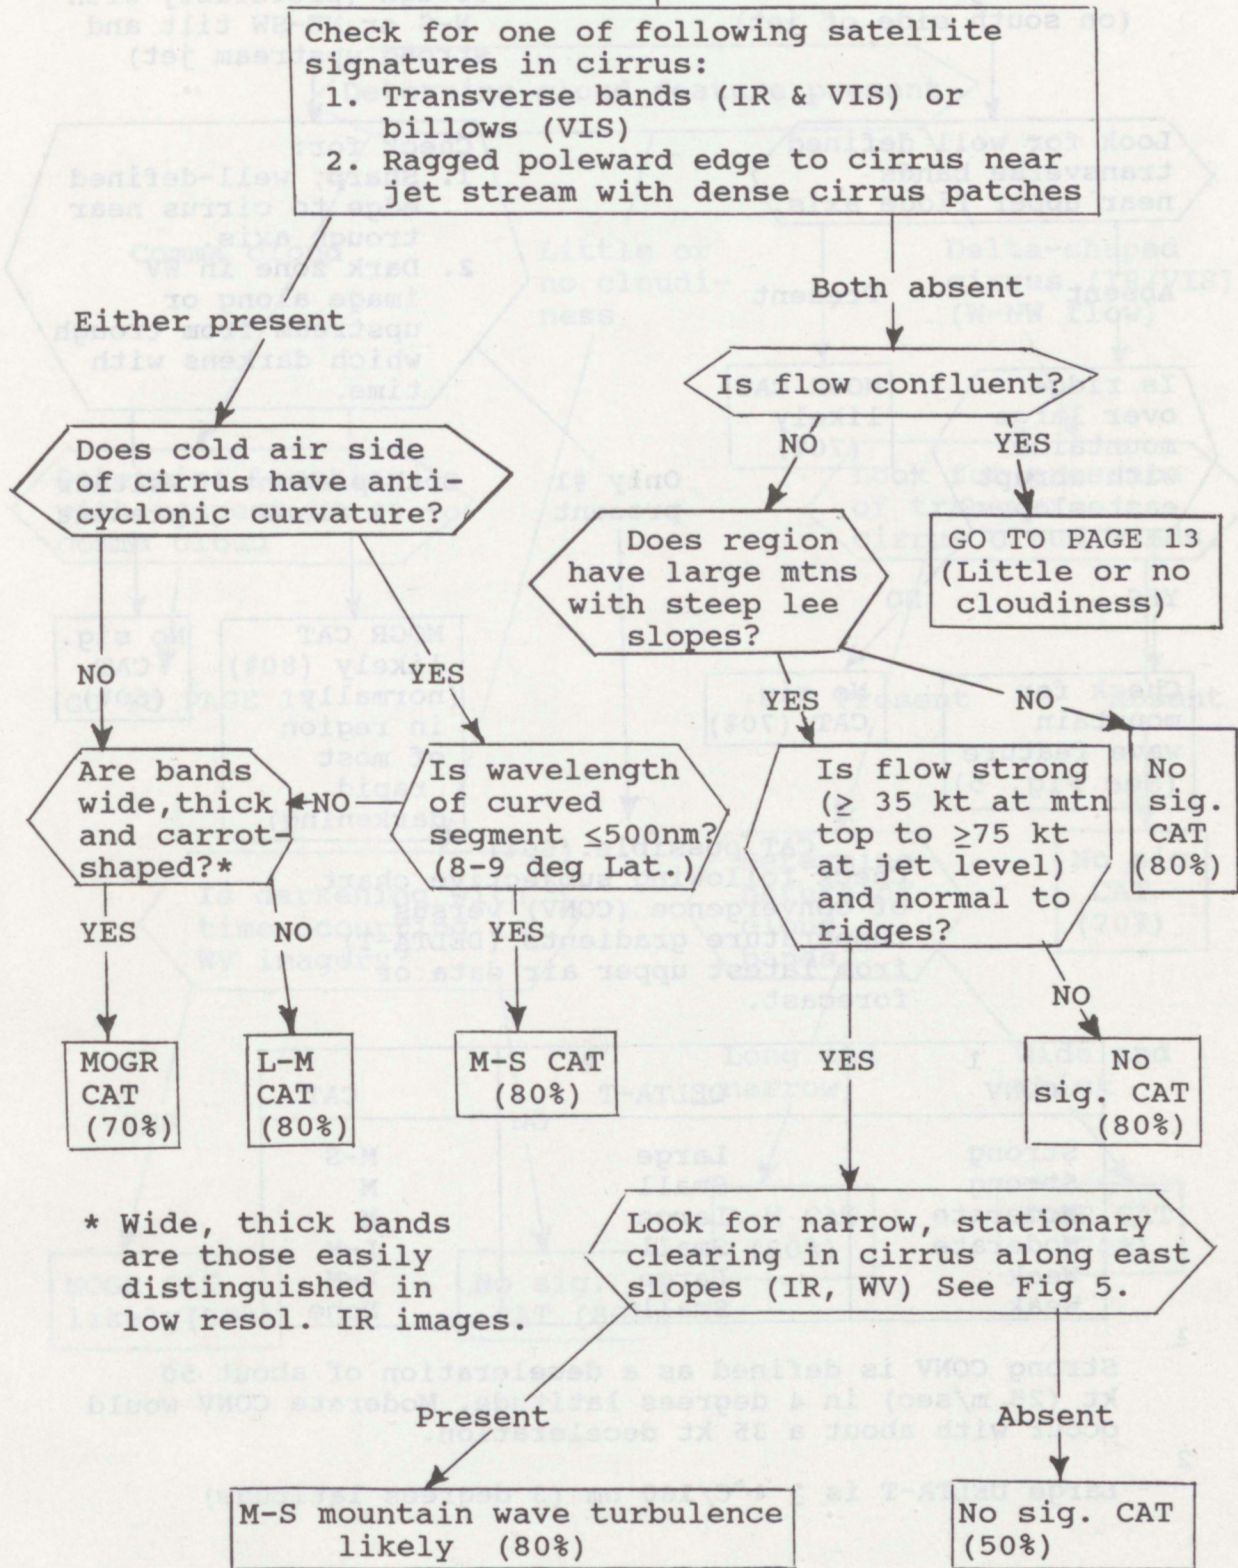 Check for one of following satellite
signatures in cirrus:
1. Transverse bands (IR & VIS) or
billows (VIS)
2. Ragged poleward edge to cirrus near
jet stream with dense cirrus patches
Either present
Both absent
Is flow confluent?
NO
YES
Does cold air side
of cirrus have anti-
cyclonic curvature?
Does region
have large mtns
with steep lee
slopes?
GO TO PAGE 13
(Little or no
cloudiness)
NO
YES
YES
NO
Are bands
wide, thick
and carrot-
shaped?*
NO
Is wavelength
of curved
segment ≤500nm?
(8-9 deg Lat.)
Is flow strong
(≥ 35 kt at mtn
top to ≥75 kt
at jet level)
and normal to
ridges?
No
sig.
CAT
(80%)
YES
NO
YES
NO
MOGR
CAT
(70%)
L-M
CAT
(80%)
M-S CAT
(80%)
YES
No
sig. CAT
(80%)
* Wide, thick bands
are those easily
distinguished in
low resol. IR images.
Look for narrow, stationary
clearing in cirrus along east
slopes (IR, WV) See Fig 5.
Present
Absent
M-S mountain wave turbulence
likely (80%)
No sig. CAT
(50%)